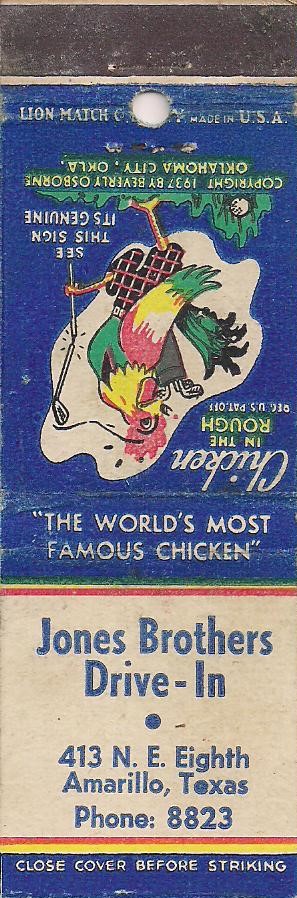 LION MATCH MADE IN U.S.A.
Chicken
IN THE
ROUGH
REG. U.S. PAT. OFF.
SEE
THIS SIGN
ITS GENUINE
COPYRIGHT 1937 BY BEVERLY OSBORNE
OKLAHOMA CITY, OKLA
"THE WORLD'S MOST
FAMOUS CHICKEN"
Jones Brothers
Drive-In
•
413 N. E. Eighth
Amarillo, Texas
Phone: 8823
CLOSE COVER BEFORE STRIKING